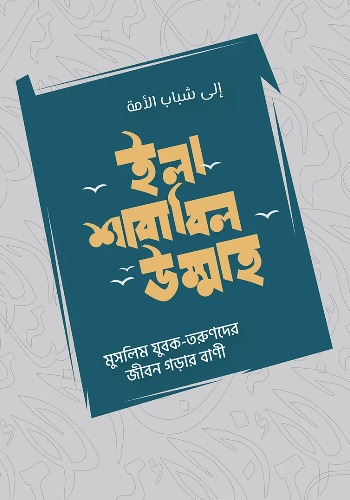 إلى شباب الأمة
ইলা
শাবাবিল
উম্মাহ
মুসলিম যুবক-তরুণদের
জীবন গড়ার বাণী